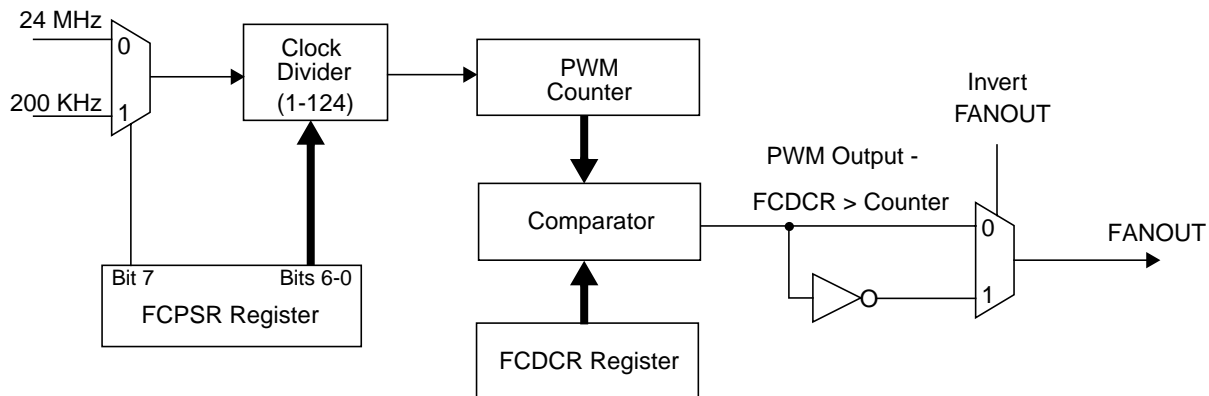 24 MHz
0
200 KHz
1
Clock
Divider
(1-124)
PWM
Counter
Invert
FANOUT
PWM Output -
FCDCR > Counter
Comparator
0
1
FANOUT
Bit 7
Bits 6-0
FCPSR Register
FCDCR Register